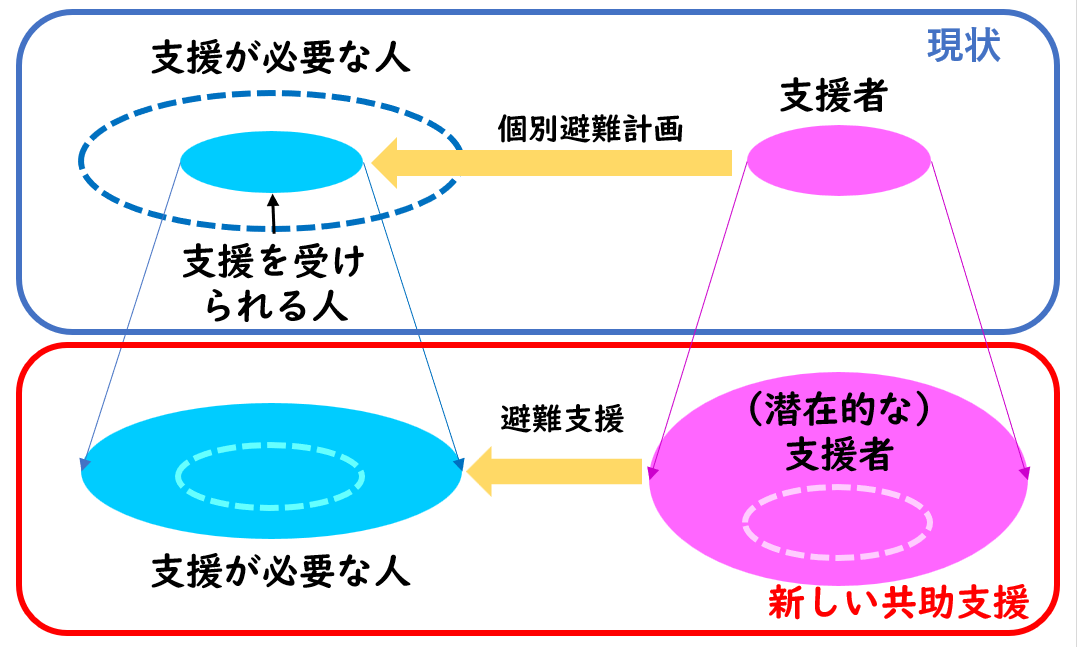 現状
支援が必要な人
支援者
個別避難計画
支援を受け
られる人
避難支援
（潜在的な）
支援者
支援が必要な人
新しい共助支援